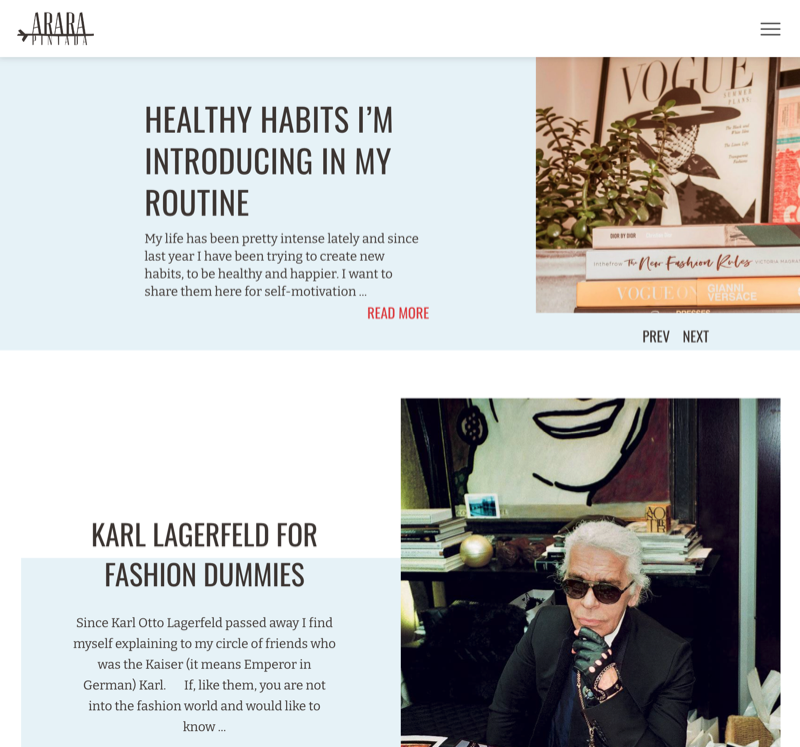 ARARA
PINTADA
HEALTHY HABITS I’M
INTRODUCING IN MY
ROUTINE
My life has been pretty intense lately and since
last year I have been trying to create new
habits, to be healthy and happier. I want to
share them here for self-motivation ...
READ MORE
VOGUE
SUMMER
PLANS
DIOR BY DIOR
The New Fashion Rules
VOGUE ON
GIANNI
VERSACE
DRESSES
PREV NEXT
KARL LAGERFELD FOR
FASHION DUMMIES
Since Karl Otto Lagerfeld passed away I find
myself explaining to my circle of friends who
was the Kaiser (it means Emperor in
German) Karl. If, like them, you are not
into the fashion world and would like to
know ...